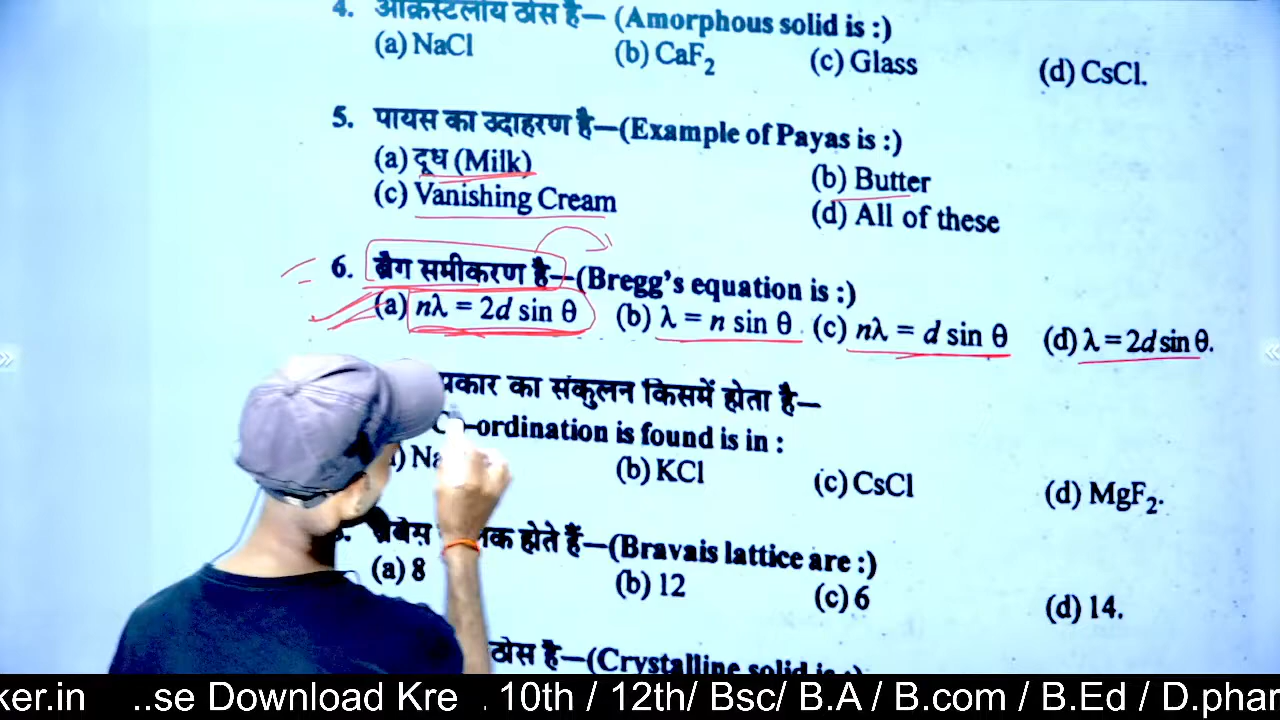 4. आक्रिस्टलीय ठोस है— (Amorphous solid is :)
(a) NaCl (b) CaF₂ (c) Glass (d) CsCl.
5. पायस का उदाहरण है—(Example of Payas is :)
(a) दूध (Milk) (b) Butter
(c) Vanishing Cream (d) All of these
6. ब्रैग समीकरण है—(Bregg's equation is :)
(a) nλ = 2d sin θ (b) λ = n sin θ (c) nλ = d sin θ (d) λ = 2d sin θ.
प्रकार का संकुलन किसमें होता है—
Co-ordination is found is in :
(b) KCl (c) CsCl (d) MgF₂.
होते हैं—(Bravais lattice are :)
(a) 8 (b) 12 (c) 6 (d) 14.
ठोस है—(Crystalline solid is :)
ker.in ..se Download Kre . 10th / 12th/ Bsc/ B.A / B.com / B.Ed / D.phar